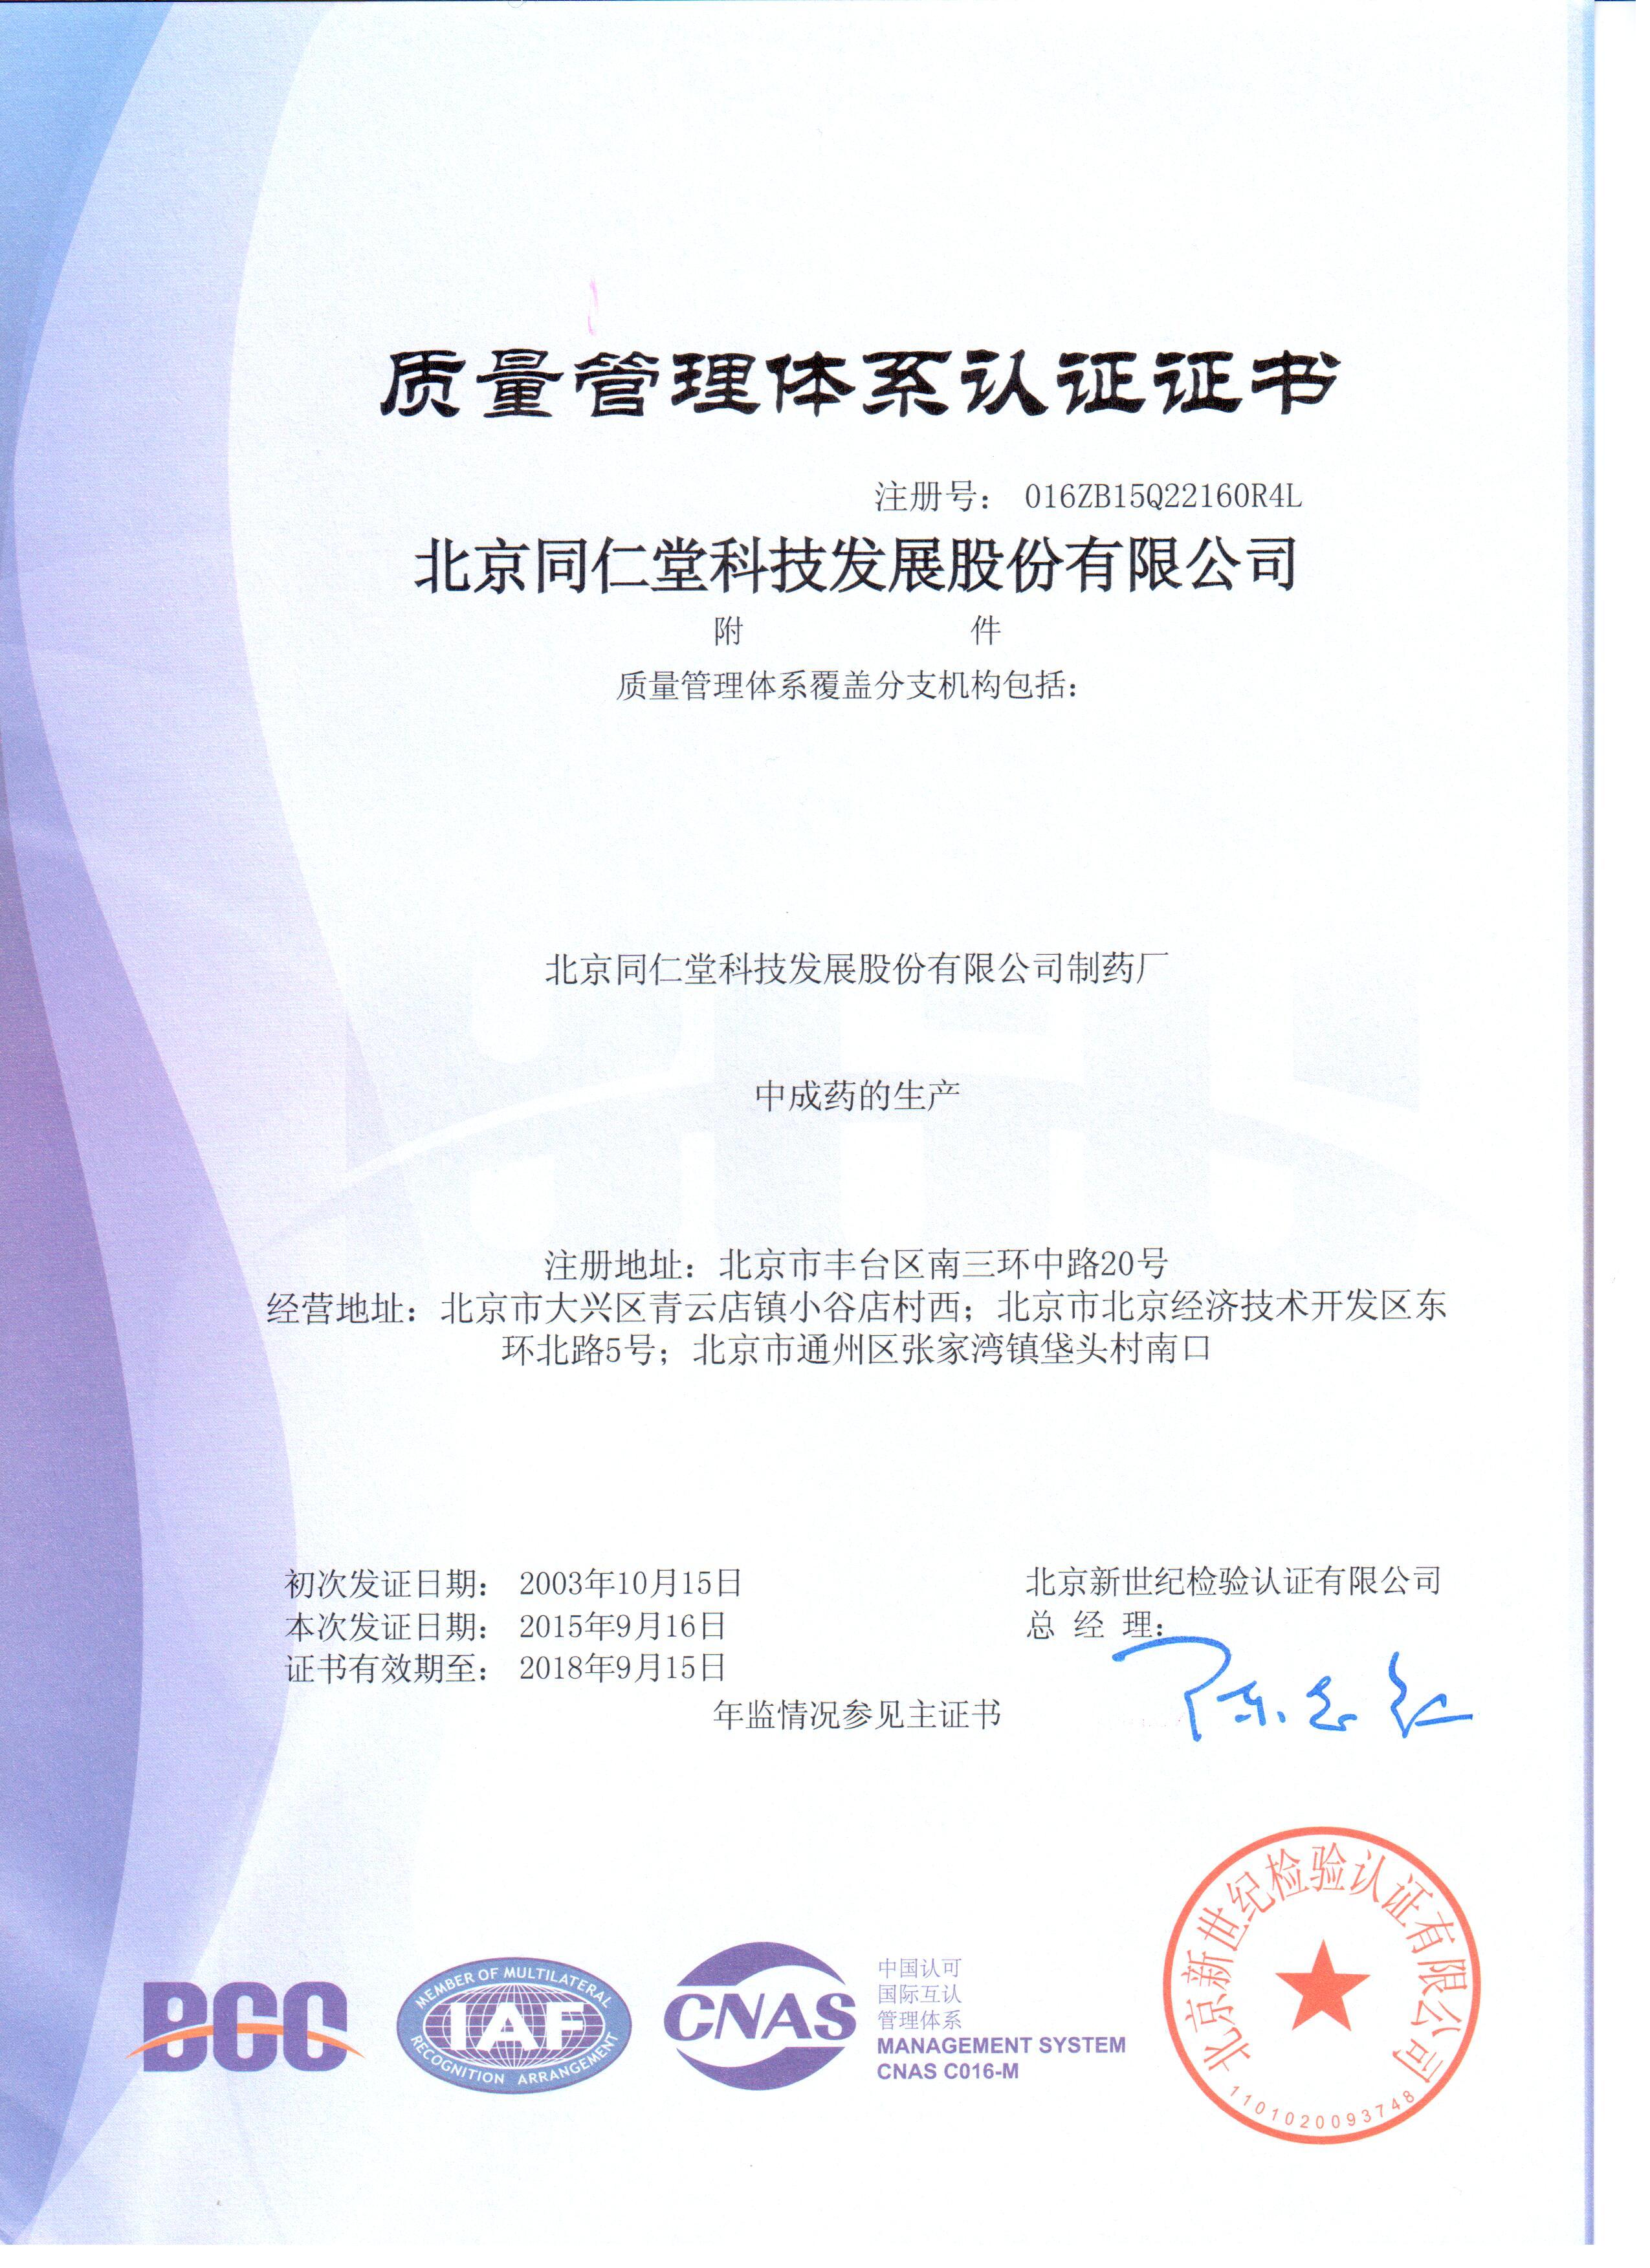 质量管理体系认证证书
注册号： 016ZB15Q22160R4L
北京同仁堂科技发展股份有限公司
附 件
质量管理体系覆盖分支机构包括：
北京同仁堂科技发展股份有限公司制药厂
中成药的生产
注册地址：北京市丰台区南三环中路20号
经营地址：北京市大兴区青云店镇小谷店村西；北京市北京经济技术开发区东
环北路5号；北京市通州区张家湾镇垡头村南口
初次发证日期： 2003年10月15日
本次发证日期： 2015年9月16日
证书有效期至： 2018年9月15日
年监情况参见主证书
北京新世纪检验认证有限公司
总 经 理：
BCC
MEMBER OF MULTILATERAL
IAF
RECOGNITION ARRANGEMENT
CNAS
中国认可
国际互认
管理体系
MANAGEMENT SYSTEM
CNAS C016-M
北京新世纪检验认证有限公司
1101020093748